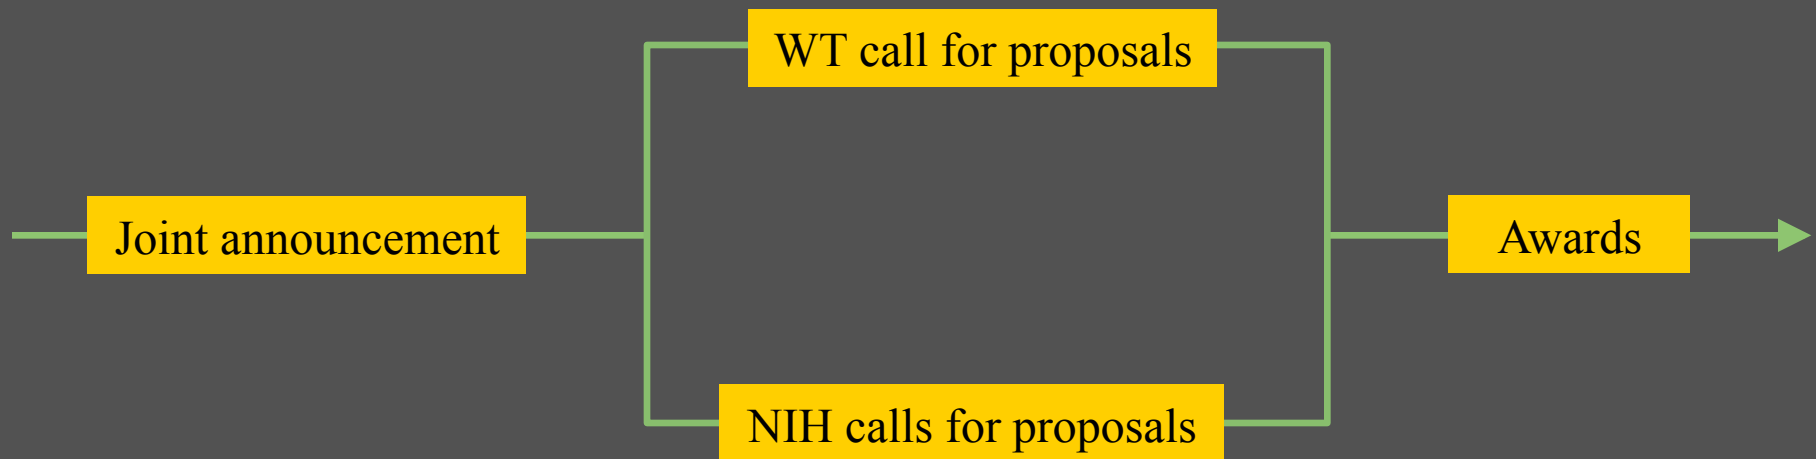 WT call for proposals
Joint announcement
Awards
NIH calls for proposals